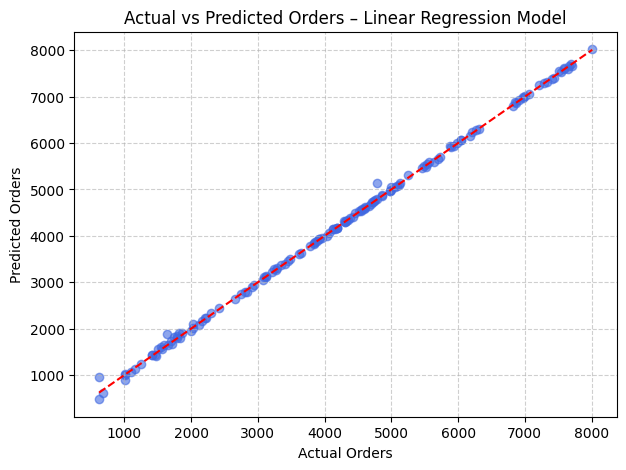 Actual vs Predicted Orders – Linear Regression Model
8000
7000
6000
5000
4000
3000
2000
1000
Predicted Orders
1000 2000 3000 4000 5000 6000 7000 8000
Actual Orders